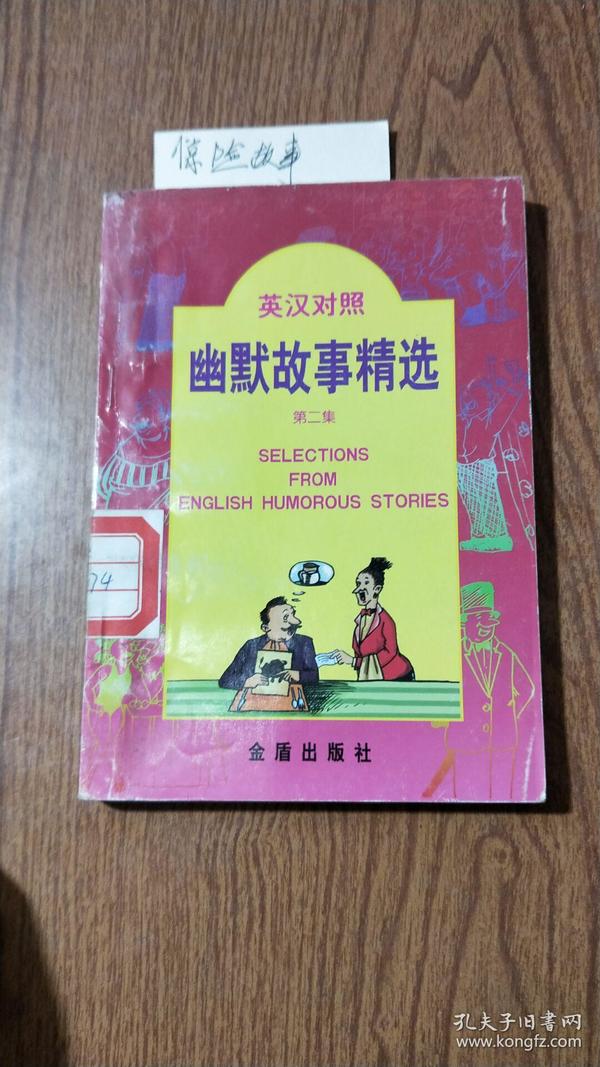 惊险故事
英汉对照
幽默故事精选
第二集
SELECTIONS
FROM
ENGLISH HUMOROUS STORIES
74
金盾出版社
孔夫子旧书网
www.kongfz.com